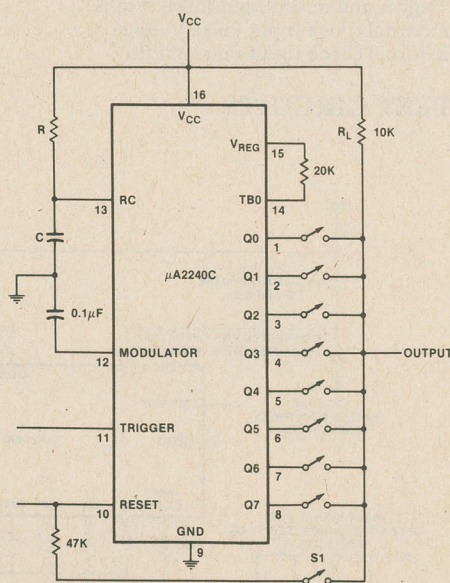 VCC
16
VCC
R
RL 10K
VREG
15
20K
RC
13
TB0
14
C
Q0
1
μA2240C
Q1
2
0.1μF
Q2
3
MODULATOR
12
Q3
4
OUTPUT
Q4
5
TRIGGER
11
Q5
6
Q6
7
RESET
10
Q7
8
GND
9
47K
S1